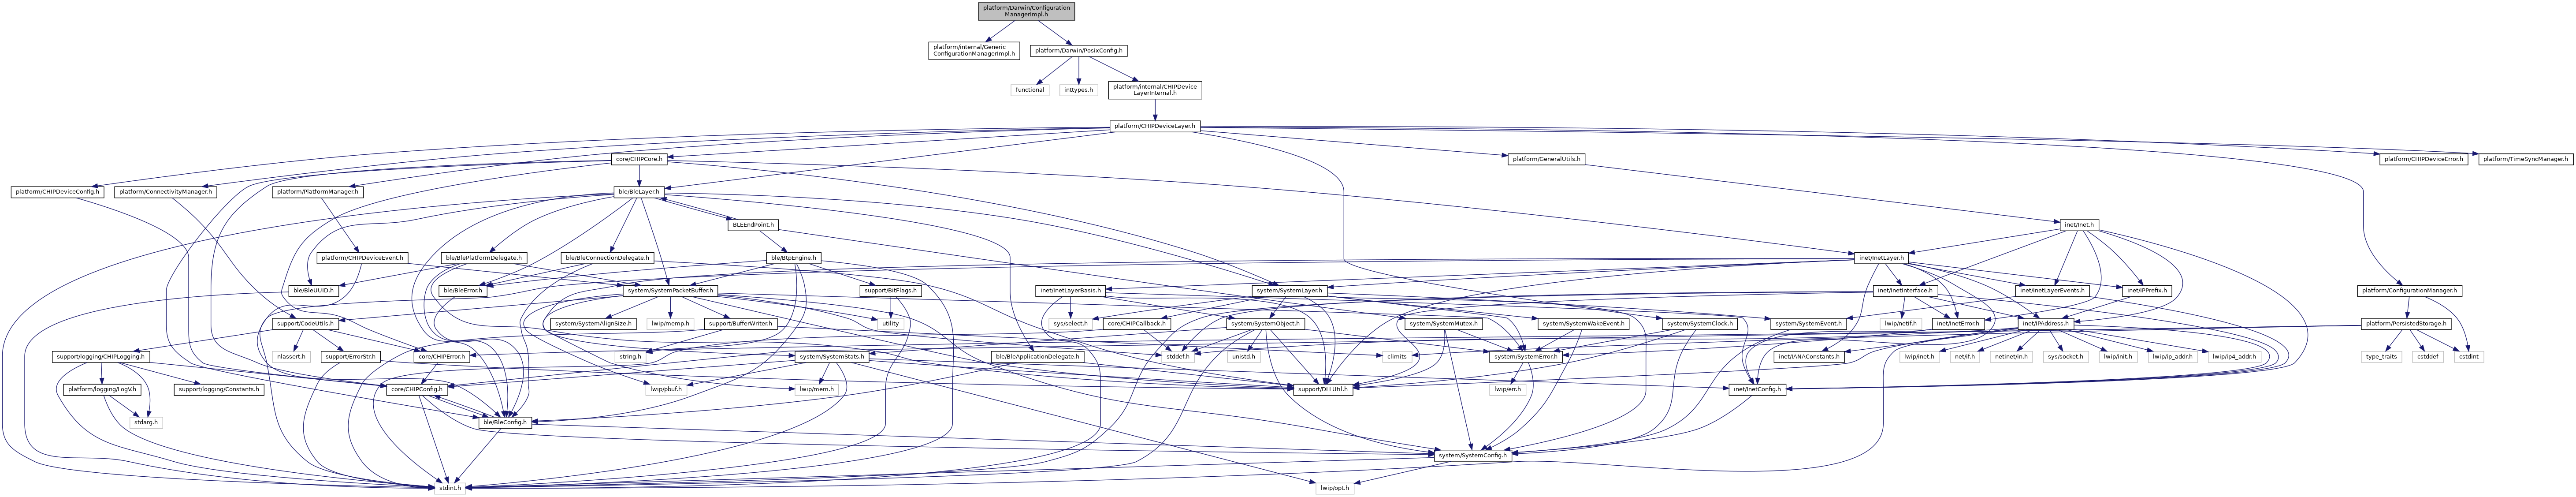 platform/Darwin/Configuration
ManagerImpl.h
platform/internal/Generic
ConfigurationManagerImpl.h
platform/Darwin/PosixConfig.h
functional
inttypes.h
platform/internal/CHIPDevice
LayerInternal.h
platform/CHIPDeviceLayer.h
core/CHIPCore.h
platform/GeneralUtils.h
platform/CHIPDeviceError.h
platform/TimeSyncManager.h
platform/CHIPDeviceConfig.h
platform/ConnectivityManager.h
platform/PlatformManager.h
ble/BleLayer.h
BLEEndPoint.h
inet/Inet.h
platform/CHIPDeviceEvent.h
ble/BlePlatformDelegate.h
ble/BleConnectionDelegate.h
ble/BtpEngine.h
inet/InetLayer.h
ble/BleUUID.h
ble/BleError.h
system/SystemPacketBuffer.h
support/BitFlags.h
inet/InetLayerBasis.h
system/SystemLayer.h
inet/InetInterface.h
inet/InetLayerEvents.h
inet/IPPrefix.h
platform/ConfigurationManager.h
support/CodeUtils.h
system/SystemAlignSize.h
lwip/memp.h
support/BufferWriter.h
utility
sys/select.h
core/CHIPCallback.h
system/SystemObject.h
system/SystemMutex.h
system/SystemWakeEvent.h
system/SystemClock.h
system/SystemEvent.h
lwip/netif.h
inet/InetError.h
inet/IPAddress.h
platform/PersistedStorage.h
support/logging/CHIPLogging.h
nlassert.h
support/ErrorStr.h
core/CHIPError.h
string.h
climits
system/SystemStats.h
ble/BleApplicationDelegate.h
stddef.h
unistd.h
system/SystemError.h
inet/IANAConstants.h
lwip/inet.h
net/if.h
netinet/in.h
sys/socket.h
lwip/init.h
lwip/ip_addr.h
lwip/ip4_addr.h
type_traits
cstddef
cstdint
platform/logging/LogV.h
support/logging/Constants.h
core/CHIPConfig.h
lwip/pbuf.h
lwip/mem.h
support/DLLUtil.h
lwip/err.h
inet/InetConfig.h
stdarg.h
ble/BleConfig.h
system/SystemConfig.h
stdint.h
lwip/opt.h